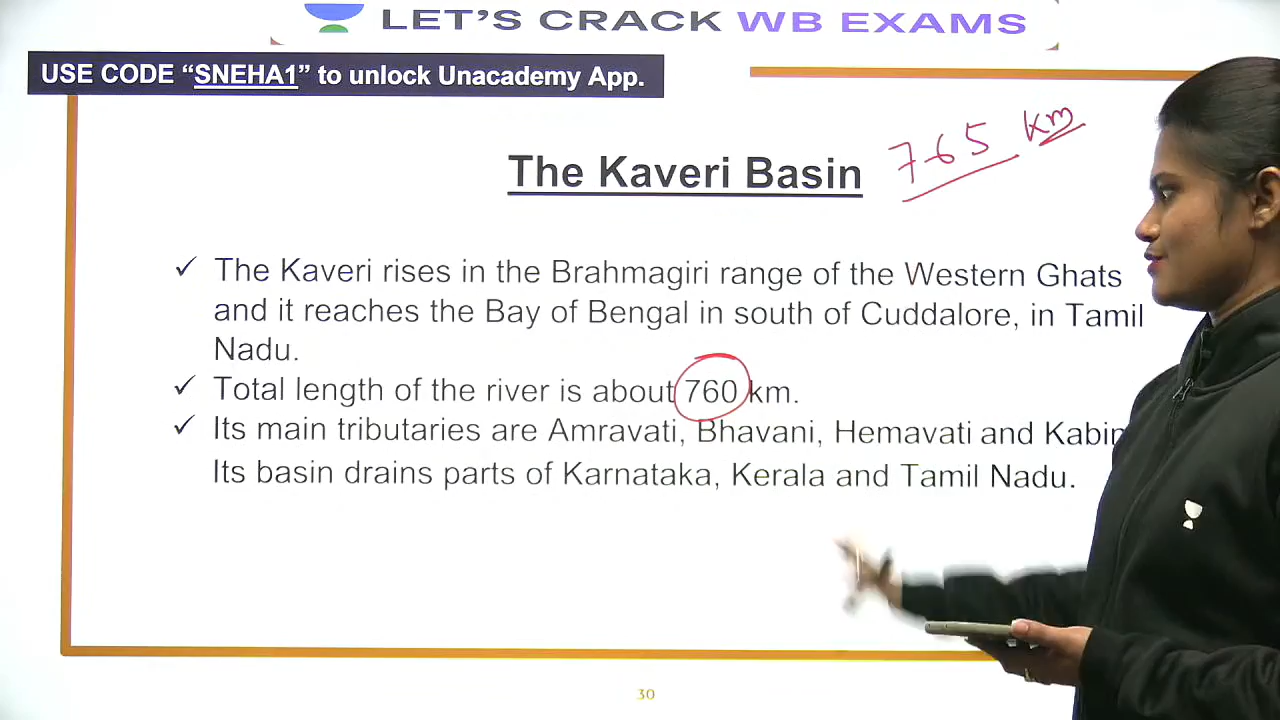 LET'S CRACK WB EXAMS
USE CODE “SNEHA1” to unlock Unacademy App.
765 km
The Kaveri Basin
✓ The Kaveri rises in the Brahmagiri range of the Western Ghats
and it reaches the Bay of Bengal in south of Cuddalore, in Tamil
Nadu.
✓ Total length of the river is about 760 km.
✓ Its main tributaries are Amravati, Bhavani, Hemavati and
Its basin drains parts of Karnataka, Kerala and Tamil Nadu.
30